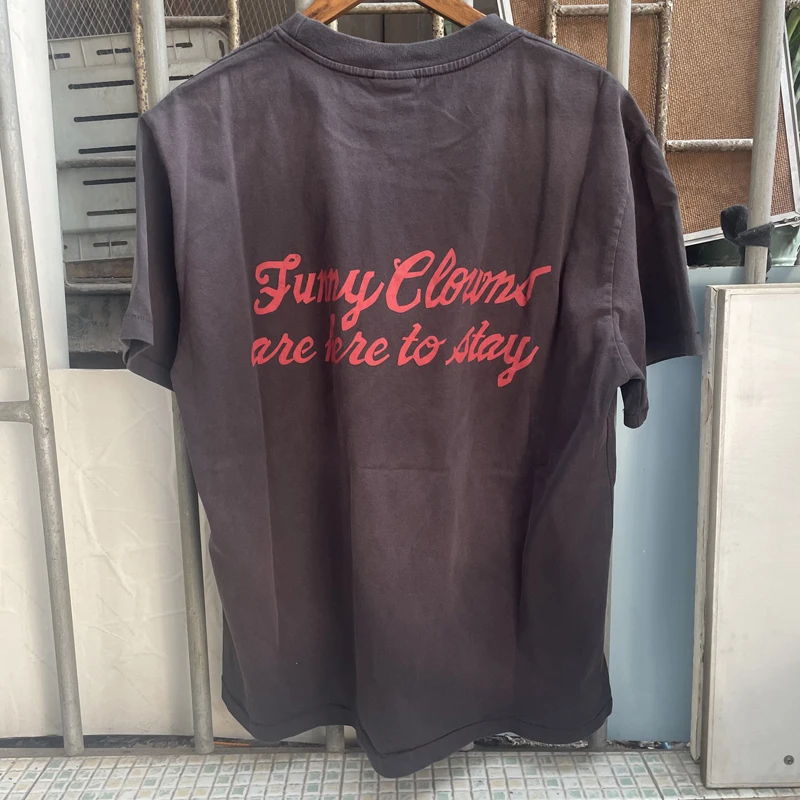 Funny Clowns
are here to stay